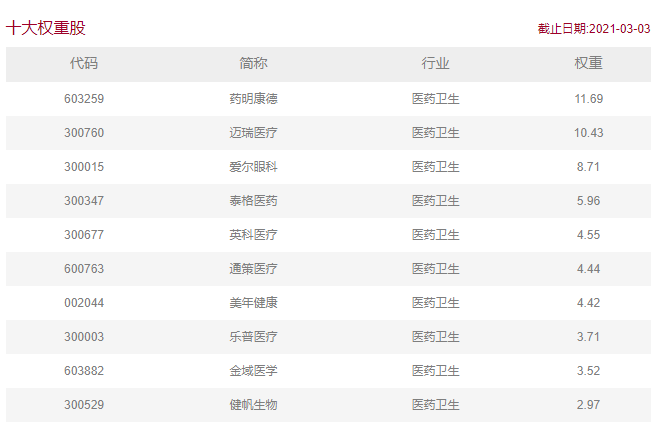 十大权重股 截止日期:2021-03-03
代码 简称 行业 权重
603259 药明康德 医药卫生 11.69
300760 迈瑞医疗 医药卫生 10.43
300015 爱尔眼科 医药卫生 8.71
300347 泰格医药 医药卫生 5.96
300677 英科医疗 医药卫生 4.55
600763 通策医疗 医药卫生 4.44
002044 美年健康 医药卫生 4.42
300003 乐普医疗 医药卫生 3.71
603882 金域医学 医药卫生 3.52
300529 健帆生物 医药卫生 2.97